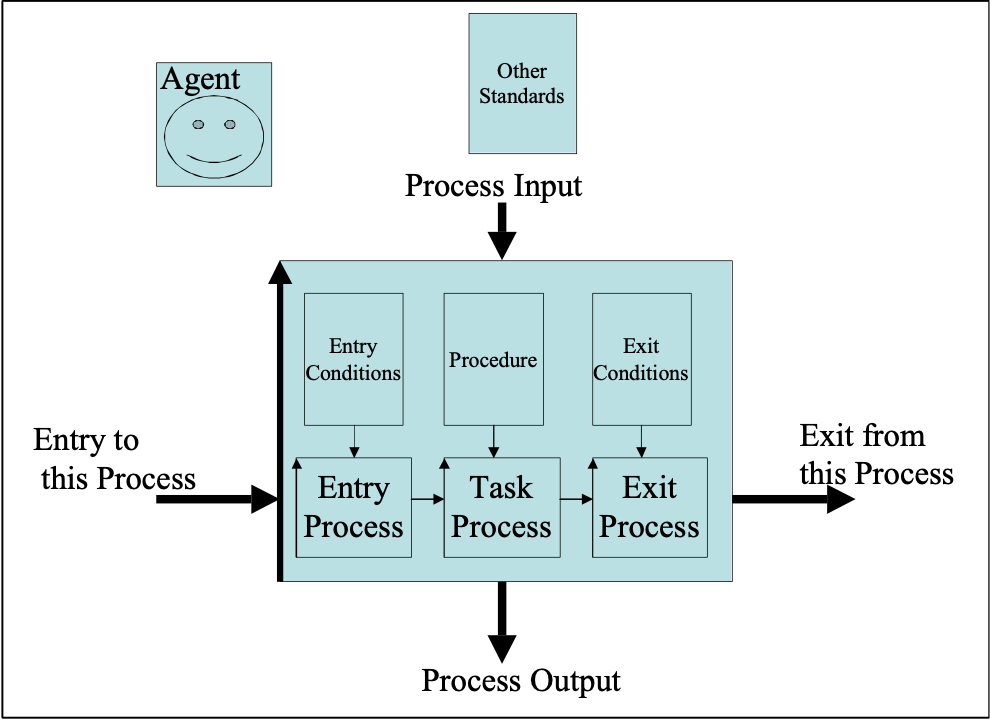 Agent
Other
Standards
Process Input
Entry
Conditions
Procedure
Exit
Conditions
Entry to
this Process
Entry
Process
Task
Process
Exit
Process
Exit from
this Process
Process Output